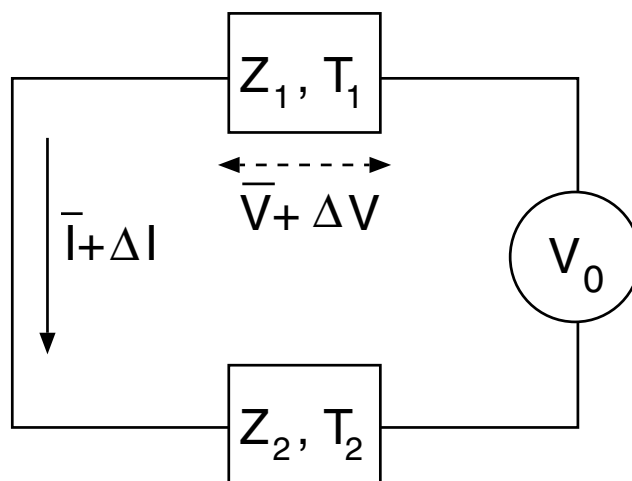 Z₁, T₁
V̅ + ΔV
I̅ + ΔI
V₀
Z₂, T₂